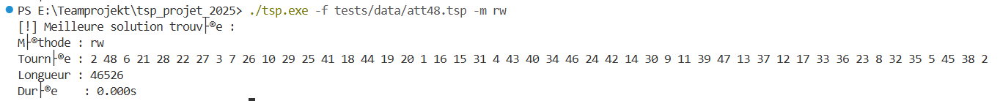 PS E:\Teamprojekt\tsp_projet_2025> ./tsp.exe -f tests/data/att48.tsp -m rw
[!] Meilleure solution trouv├®e :
M├®thode : rw
Tourn├®e : 2 48 6 21 28 22 27 3 7 26 10 29 25 41 18 44 19 20 1 16 15 31 4 43 40 34 46 24 42 14 30 9 11 39 47 13 37 12 17 33 36 23 8 32 35 5 45 38 2
Longueur : 46526
Dur├®e    : 0.000s